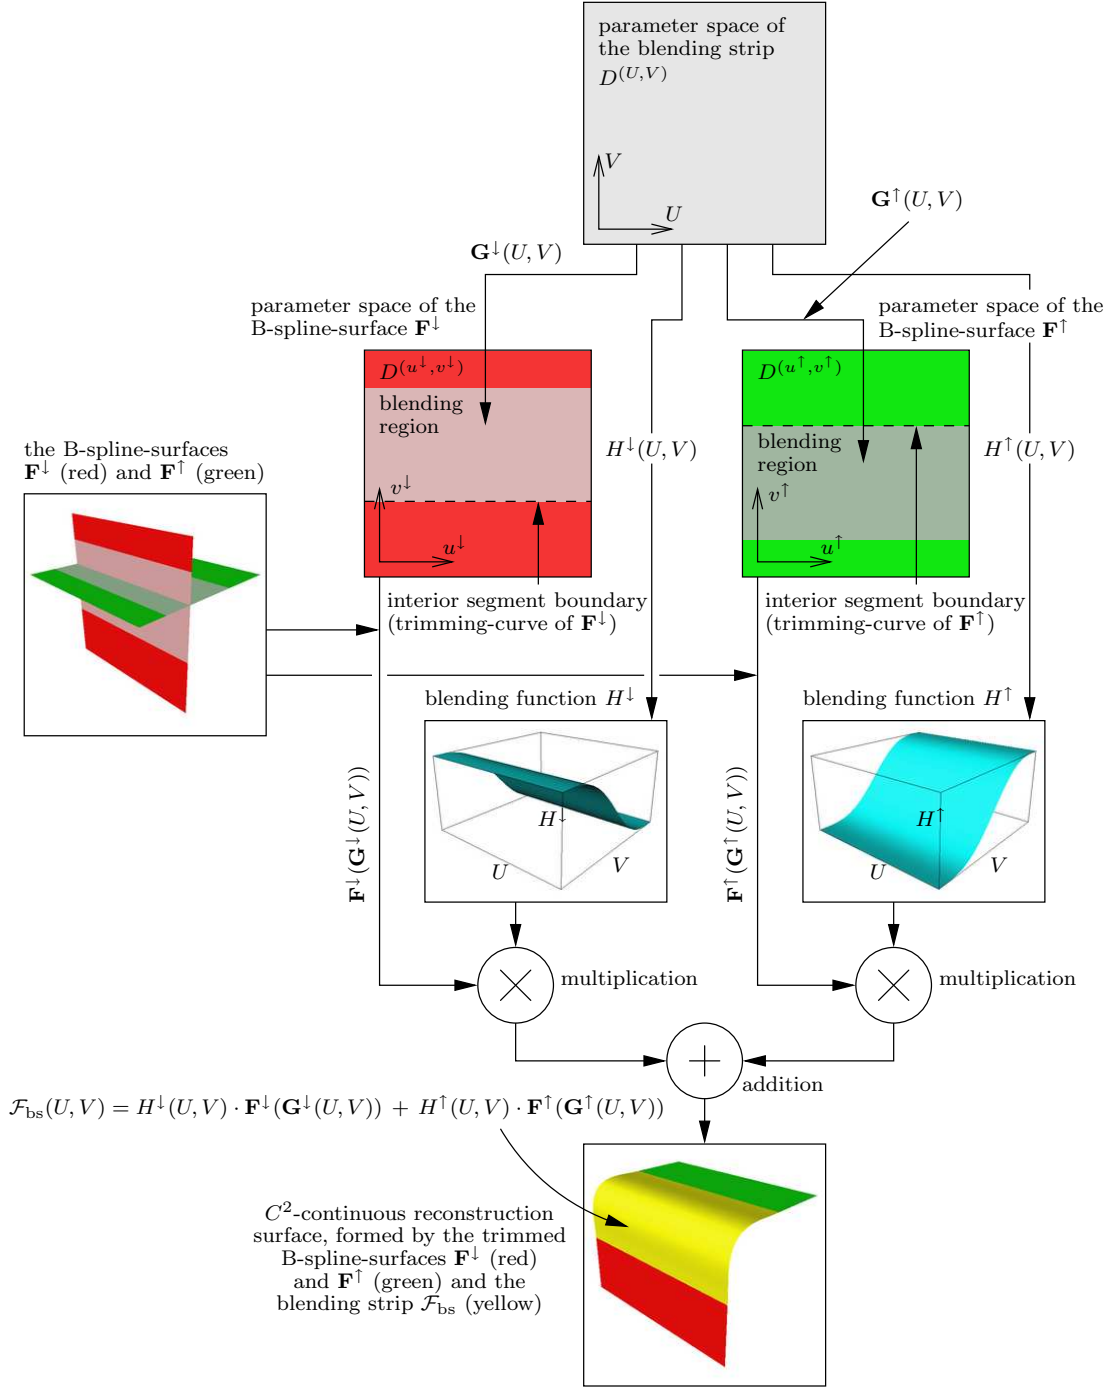 parameter space of
the blending strip
D^{(U,V)}
V
U
G^↑(U, V)
G^↓(U, V)
parameter space of the
B-spline-surface F^↓
parameter space of the
B-spline-surface F^↑
D^{(u^↓,v^↓)}
blending
region
v^↓
u^↓
H^↓(U, V)
D^{(u^↑,v^↑)}
blending
region
v^↑
u^↑
H^↑(U, V)
the B-spline-surfaces
F^↓ (red) and F^↑ (green)
interior segment boundary
(trimming-curve of F^↓)
interior segment boundary
(trimming-curve of F^↑)
blending function H^↓
blending function H^↑
F^↓(G^↓(U, V))
H^↓
U
V
F^↑(G^↑(U, V))
H^↑
U
V
multiplication
multiplication
addition
F_bs(U, V) = H^↓(U, V) · F^↓(G^↓(U, V)) + H^↑(U, V) · F^↑(G^↑(U, V))
C²-continuous reconstruction
surface, formed by the trimmed
B-spline-surfaces F^↓ (red)
and F^↑ (green) and the
blending strip F_bs (yellow)